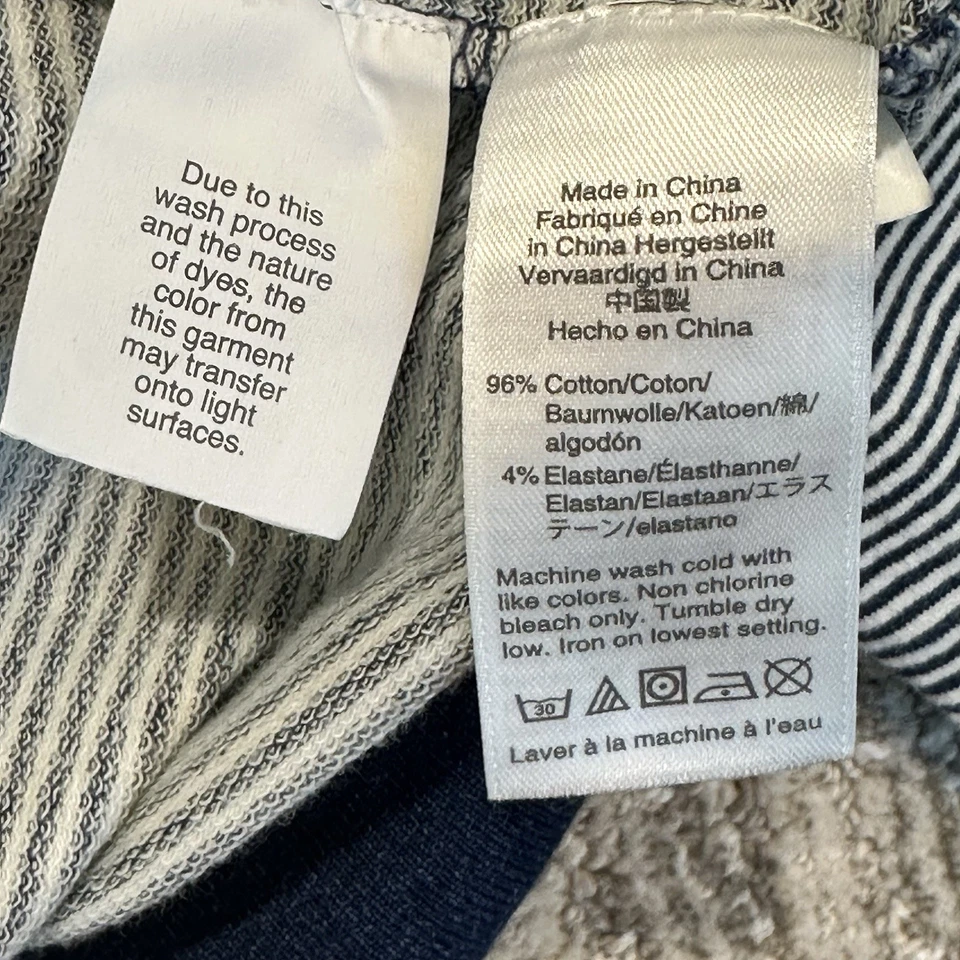 Due to this
wash process
and the nature
of dyes, the
color from
this garment
may transfer
onto light
surfaces.
Made in China
Fabriqué en Chine
in China Hergestellt
Vervaardigd in China
中国製
Hecho en China
96% Cotton/Coton/
Baumwolle/Katoen/綿/
algodón
4% Elastane/Élasthanne/
Elastan/Elastaan/エラス
テーン/elastano
Machine wash cold with
like colors. Non chlorine
bleach only. Tumble dry
low. Iron on lowest setting.
30
Laver à la machine à l'eau